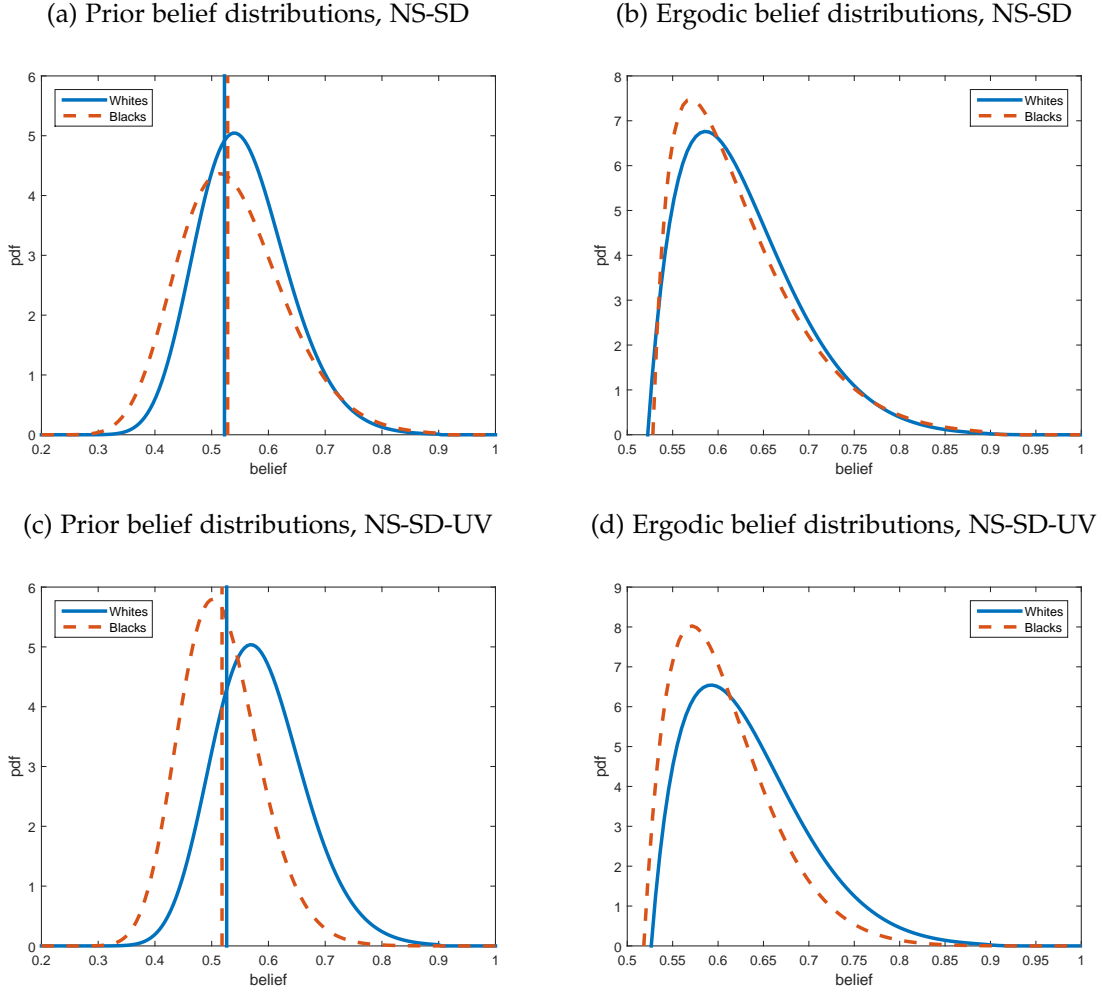 (a) Prior belief distributions, NS-SD
(b) Ergodic belief distributions, NS-SD
6
5
4
3
2
1
0
pdf
Whites
Blacks
0.2 0.3 0.4 0.5 0.6 0.7 0.8 0.9 1
belief
8
7
6
5
4
3
2
1
0
pdf
Whites
Blacks
0.5 0.55 0.6 0.65 0.7 0.75 0.8 0.85 0.9 0.95 1
belief
(c) Prior belief distributions, NS-SD-UV
(d) Ergodic belief distributions, NS-SD-UV
6
5
4
3
2
1
0
pdf
Whites
Blacks
0.2 0.3 0.4 0.5 0.6 0.7 0.8 0.9 1
belief
9
8
7
6
5
4
3
2
1
0
pdf
Whites
Blacks
0.5 0.55 0.6 0.65 0.7 0.75 0.8 0.85 0.9 0.95 1
belief